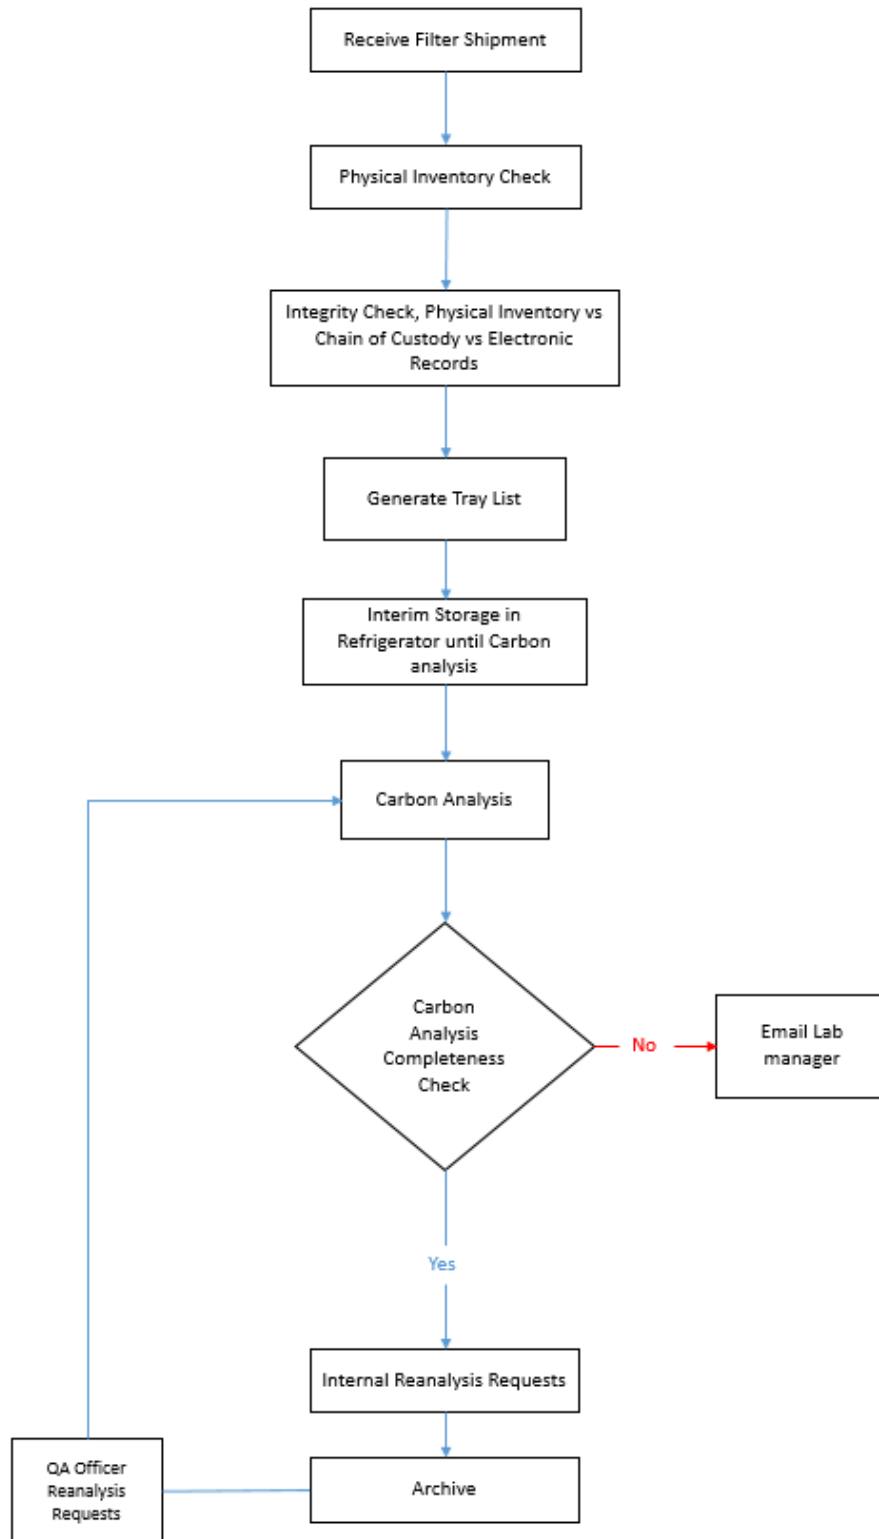 Receive Filter Shipment
Physical Inventory Check
Integrity Check, Physical Inventory vs
Chain of Custody vs Electronic
Records
Generate Tray List
Interim Storage in
Refrigerator until Carbon
analysis
Carbon Analysis
Carbon
Analysis
Completeness
Check
No
Email Lab
manager
Yes
Internal Reanalysis Requests
QA Officer
Reanalysis
Requests
Archive